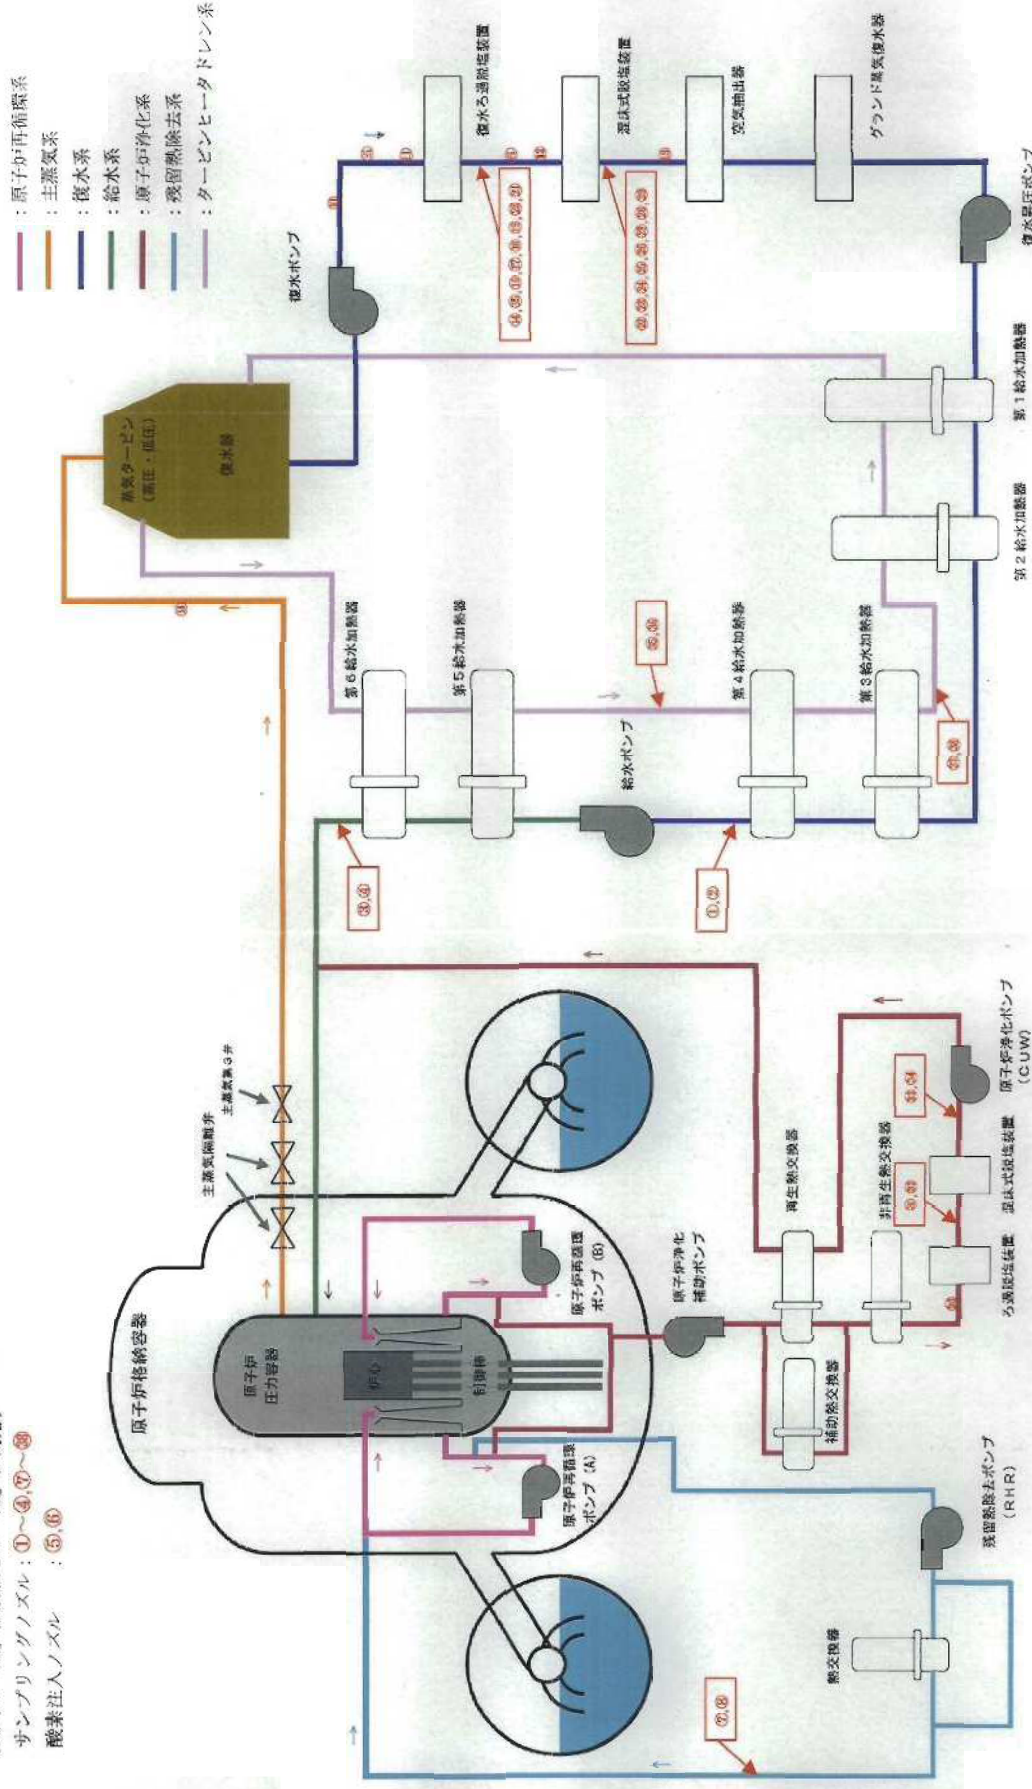 サンプリングノズル：①～④,⑦～㊳
酸素注入ノズル　　：⑤,⑥
：原子炉再循環系
：主蒸気系
：復水系
：給水系
：原子炉浄化系
：残留熱除去系
：タービンヒータドレン系
原子炉格納容器
原子炉
圧力容器
炉心
制御棒
原子炉再循環
ポンプ (A)
原子炉再循環
ポンプ (B)
主蒸気隔離弁
主蒸気第3弁
蒸気タービン
(高圧・低圧)
復水器
復水ポンプ
復水ろ過脱塩装置
混床式脱塩装置
空気抽出器
グランド蒸気復水器
復水昇圧ポンプ
第1給水加熱器
第2給水加熱器
第3給水加熱器
第4給水加熱器
給水ポンプ
第5給水加熱器
第6給水加熱器
③,④
①,②
㉟,㊱
⑦,⑧
原子炉浄化
補助ポンプ
再生熱交換器
非再生熱交換器
補助熱交換器
ろ過脱塩装置
混床式脱塩装置
原子炉浄化ポンプ
(CUW)
残留熱除去ポンプ
(RHR)
熱交換器